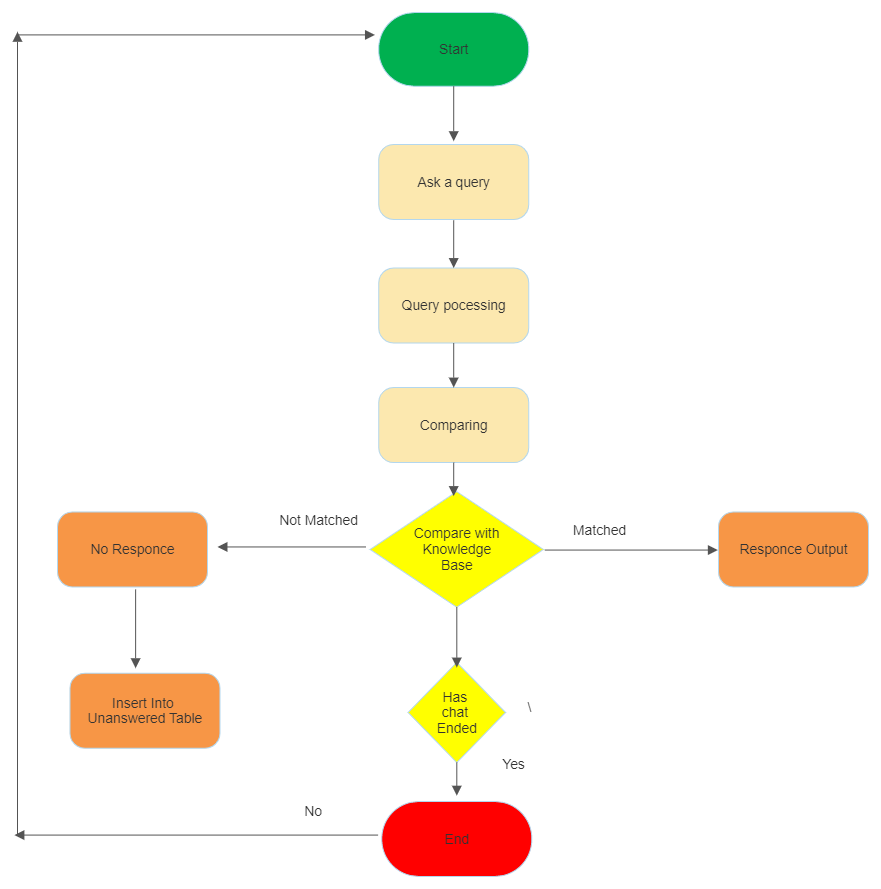 Start
Ask a query
Query pocessing
Comparing
Not Matched
Compare with
Knowledge
Base
Matched
No Responce
Responce Output
Insert Into
Unanswered Table
Has
chat
Ended
\
Yes
No
End